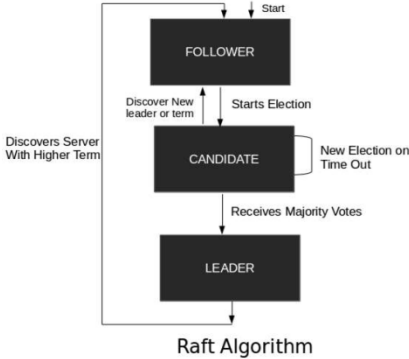 Start
FOLLOWER
Discover New
leader or term
Starts Election
Discovers Server
With Higher Term
CANDIDATE
New Election on
Time Out
Receives Majority Votes
LEADER
Raft Algorithm